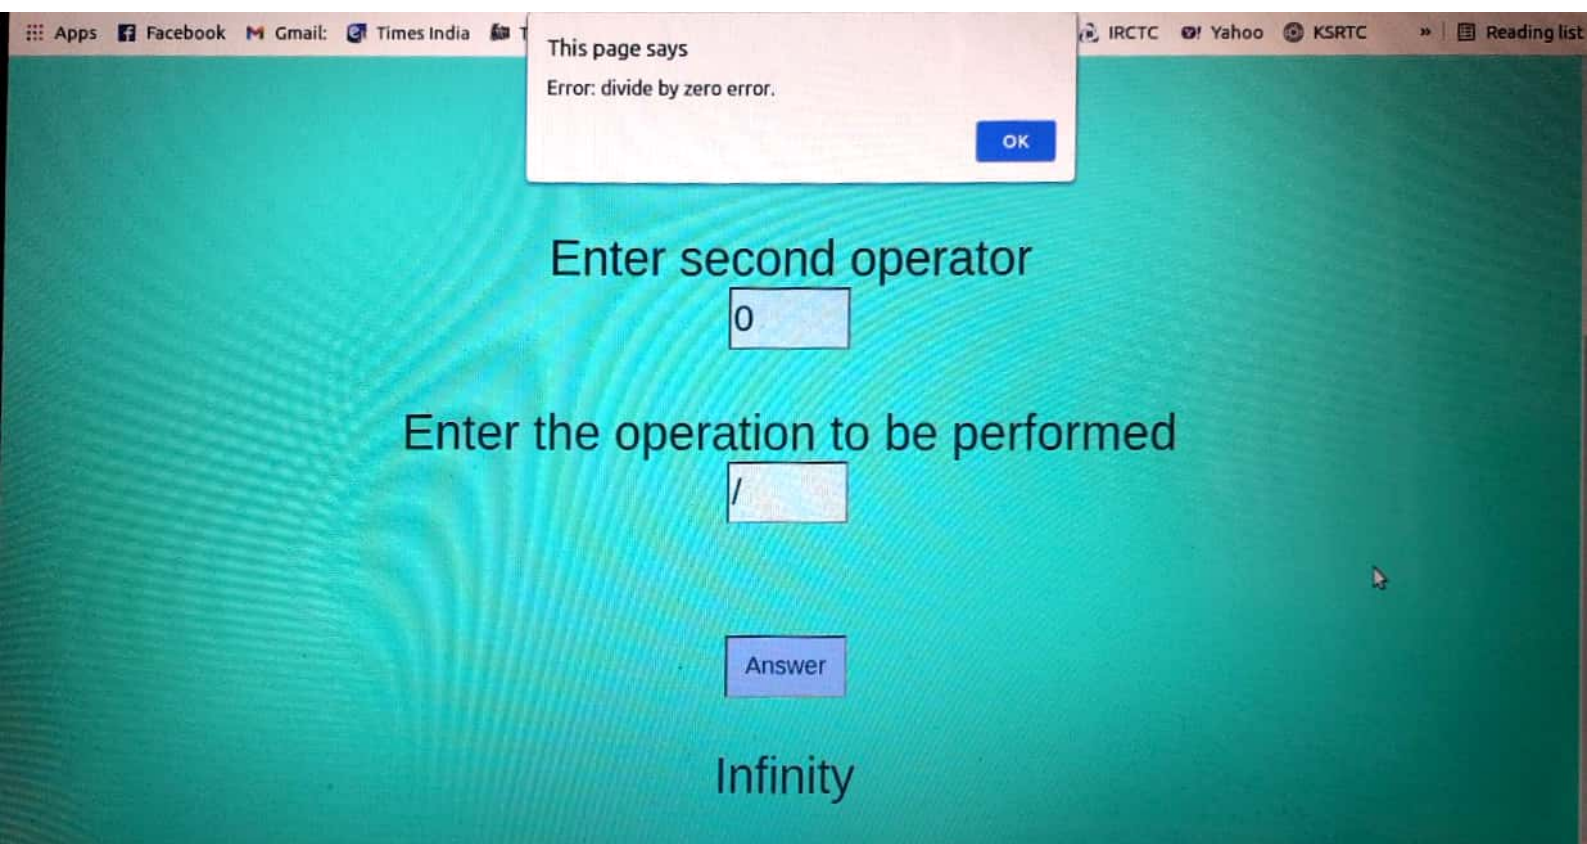 Apps Facebook Gmail: Times India T IRCTC Yahoo KSRTC » Reading list
This page says
Error: divide by zero error.
OK
Enter second operator
0
Enter the operation to be performed
/
Answer
Infinity